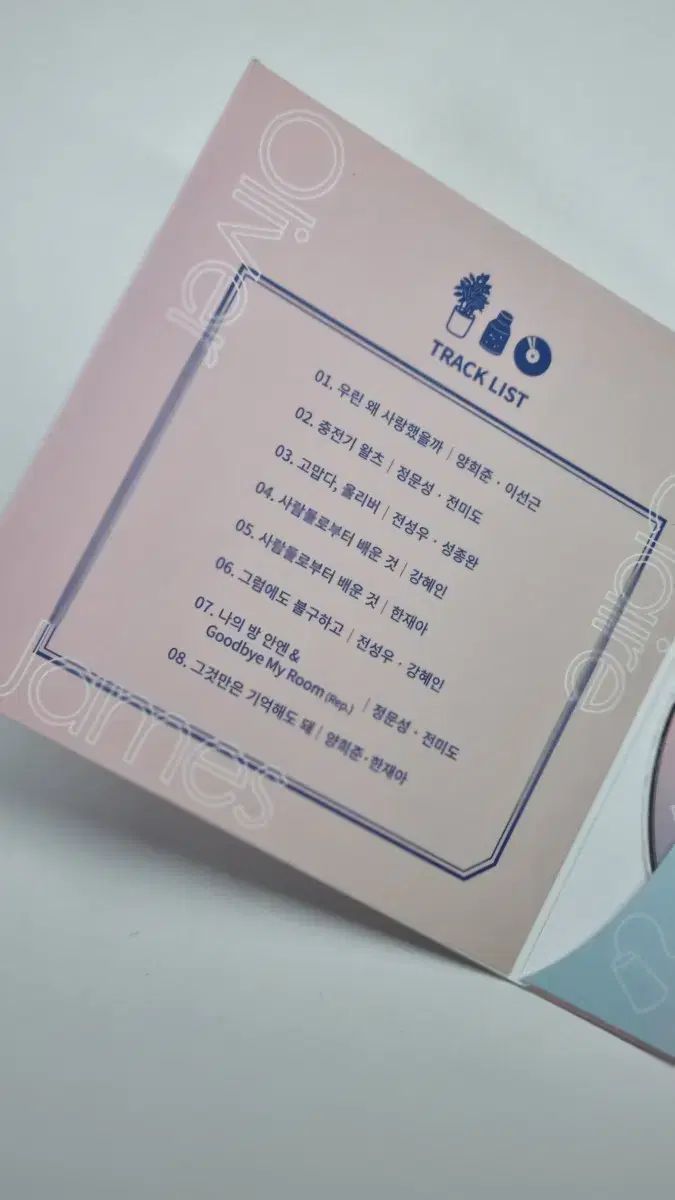 Oliver
TRACK LIST
01. 우린 왜 사랑했을까 | 양희준 · 이선근
02. 충전기 왈츠 | 정문성 · 전미도
03. 고맙다, 올리버 | 전성우 · 성종완
04. 사람들로부터 배운 것 | 강혜인
05. 사람들로부터 배운 것 | 한재아
06. 그럼에도 불구하고 | 전성우 · 강혜인
07. 나의 방 안엔 &
Goodbye My Room (Rep.) | 정문성 · 전미도
08. 그것만은 기억해도 돼 | 양희준 · 한재아
Claire
James